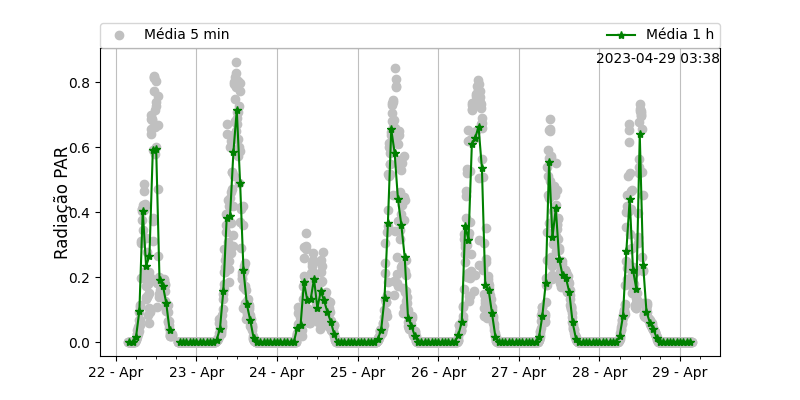 Média 5 min
Média 1 h
2023-04-29 03:38
Radiação PAR
0.8
0.6
0.4
0.2
0.0
22 - Apr
23 - Apr
24 - Apr
25 - Apr
26 - Apr
27 - Apr
28 - Apr
29 - Apr